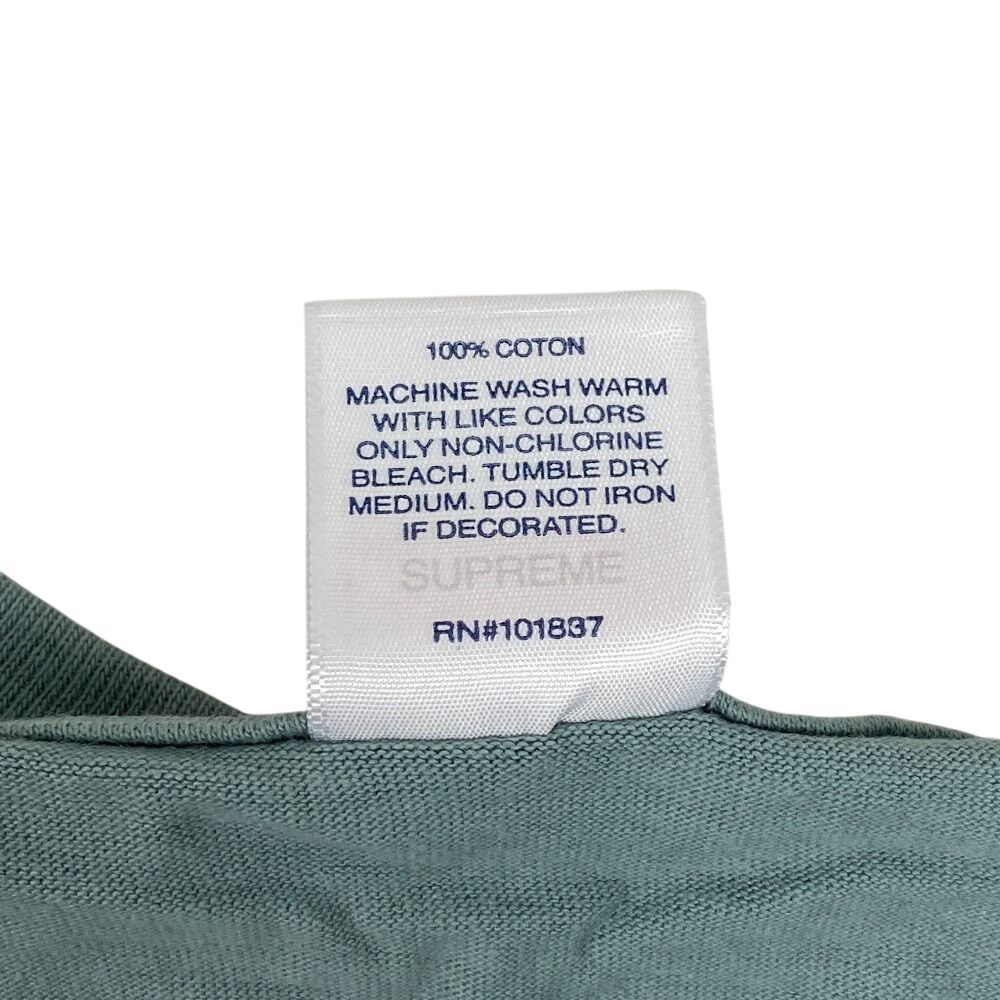 100% COTON
MACHINE WASH WARM
WITH LIKE COLORS
ONLY NON-CHLORINE
BLEACH. TUMBLE DRY
MEDIUM. DO NOT IRON
IF DECORATED.
SUPREME
RN#101837